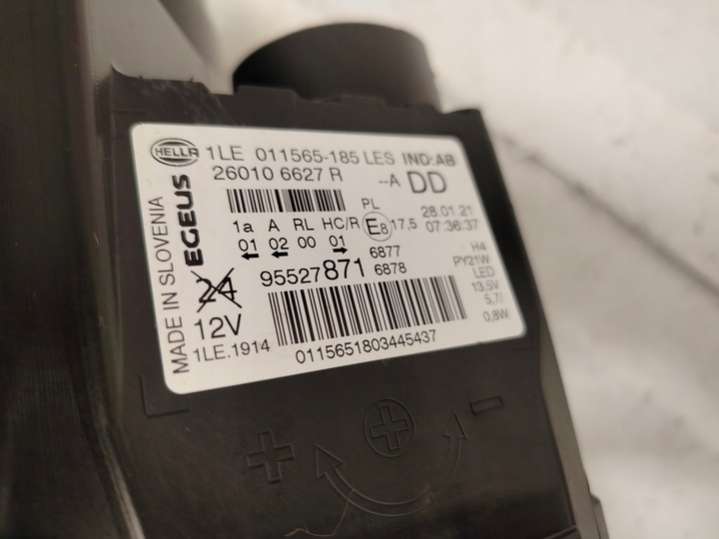 HELLA 1LE 011565-185 LES IND:AB
26010 6627 R --A DD
PL 28.01.21
1a A RL HC/R E8 17,5 07:36:37
01 02 00 01 6877 H4
95527871 6878 PY21W
LED
13,5V
5,7/
0,8W
MADE IN SLOVENIA
EGEUS
24
12V
1LE.1914
0115651803445437